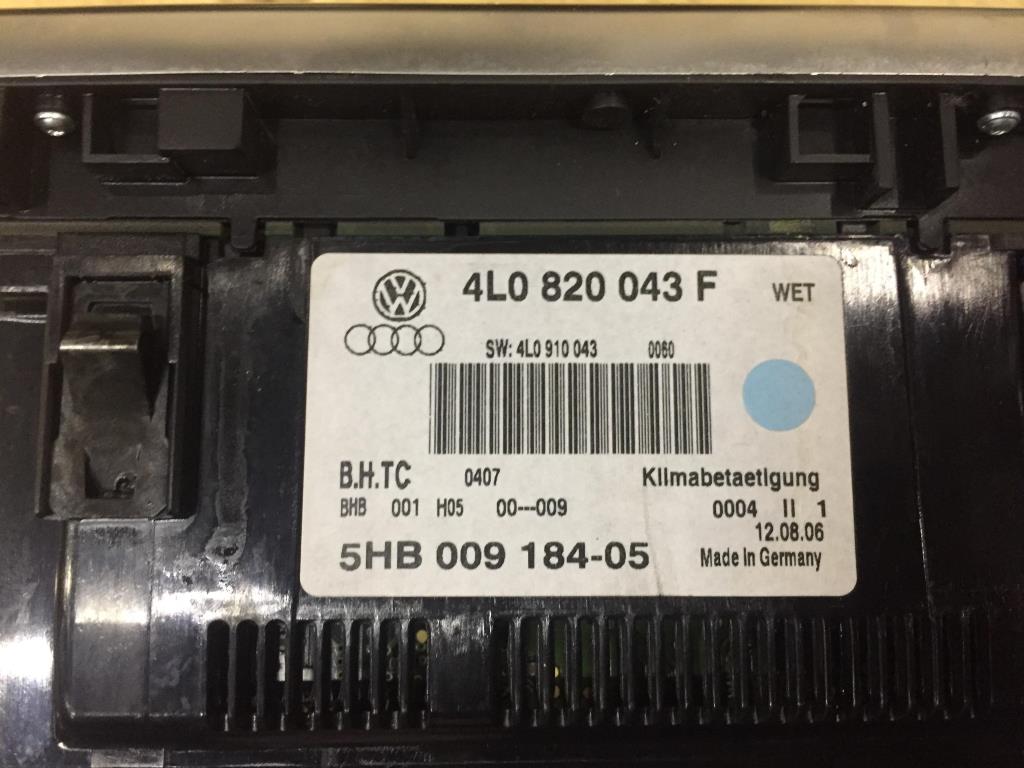 4L0 820 043 F WET
SW: 4L0 910 043 0060
B.H.TC 0407 Klimabetaetigung
BHB 001 H05 00---009 0004 II 1
12.08.06
5HB 009 184-05 Made In Germany